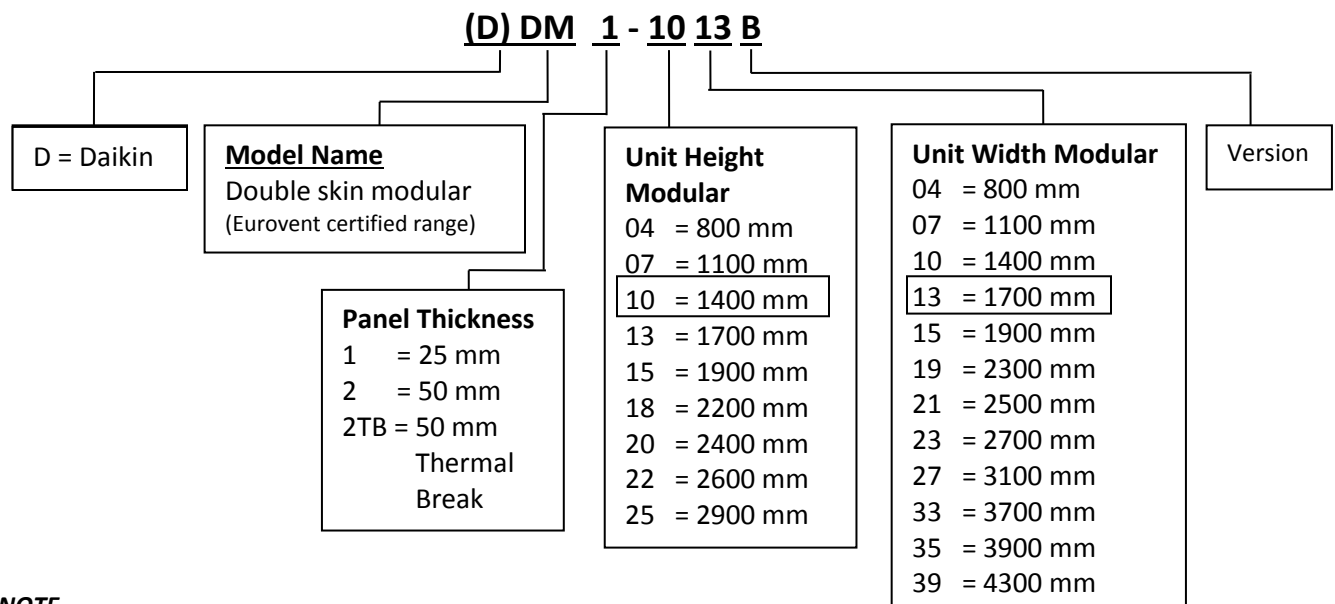 (D) DM 1 - 10 13 B
D = Daikin
Model Name
Double skin modular
(Eurovent certified range)
Panel Thickness
1 = 25 mm
2 = 50 mm
2TB = 50 mm
Thermal
Break
Unit Height
Modular
04 = 800 mm
07 = 1100 mm
10 = 1400 mm
13 = 1700 mm
15 = 1900 mm
18 = 2200 mm
20 = 2400 mm
22 = 2600 mm
25 = 2900 mm
Unit Width Modular
04 = 800 mm
07 = 1100 mm
10 = 1400 mm
13 = 1700 mm
15 = 1900 mm
19 = 2300 mm
21 = 2500 mm
23 = 2700 mm
27 = 3100 mm
33 = 3700 mm
35 = 3900 mm
39 = 4300 mm
Version
NOTE